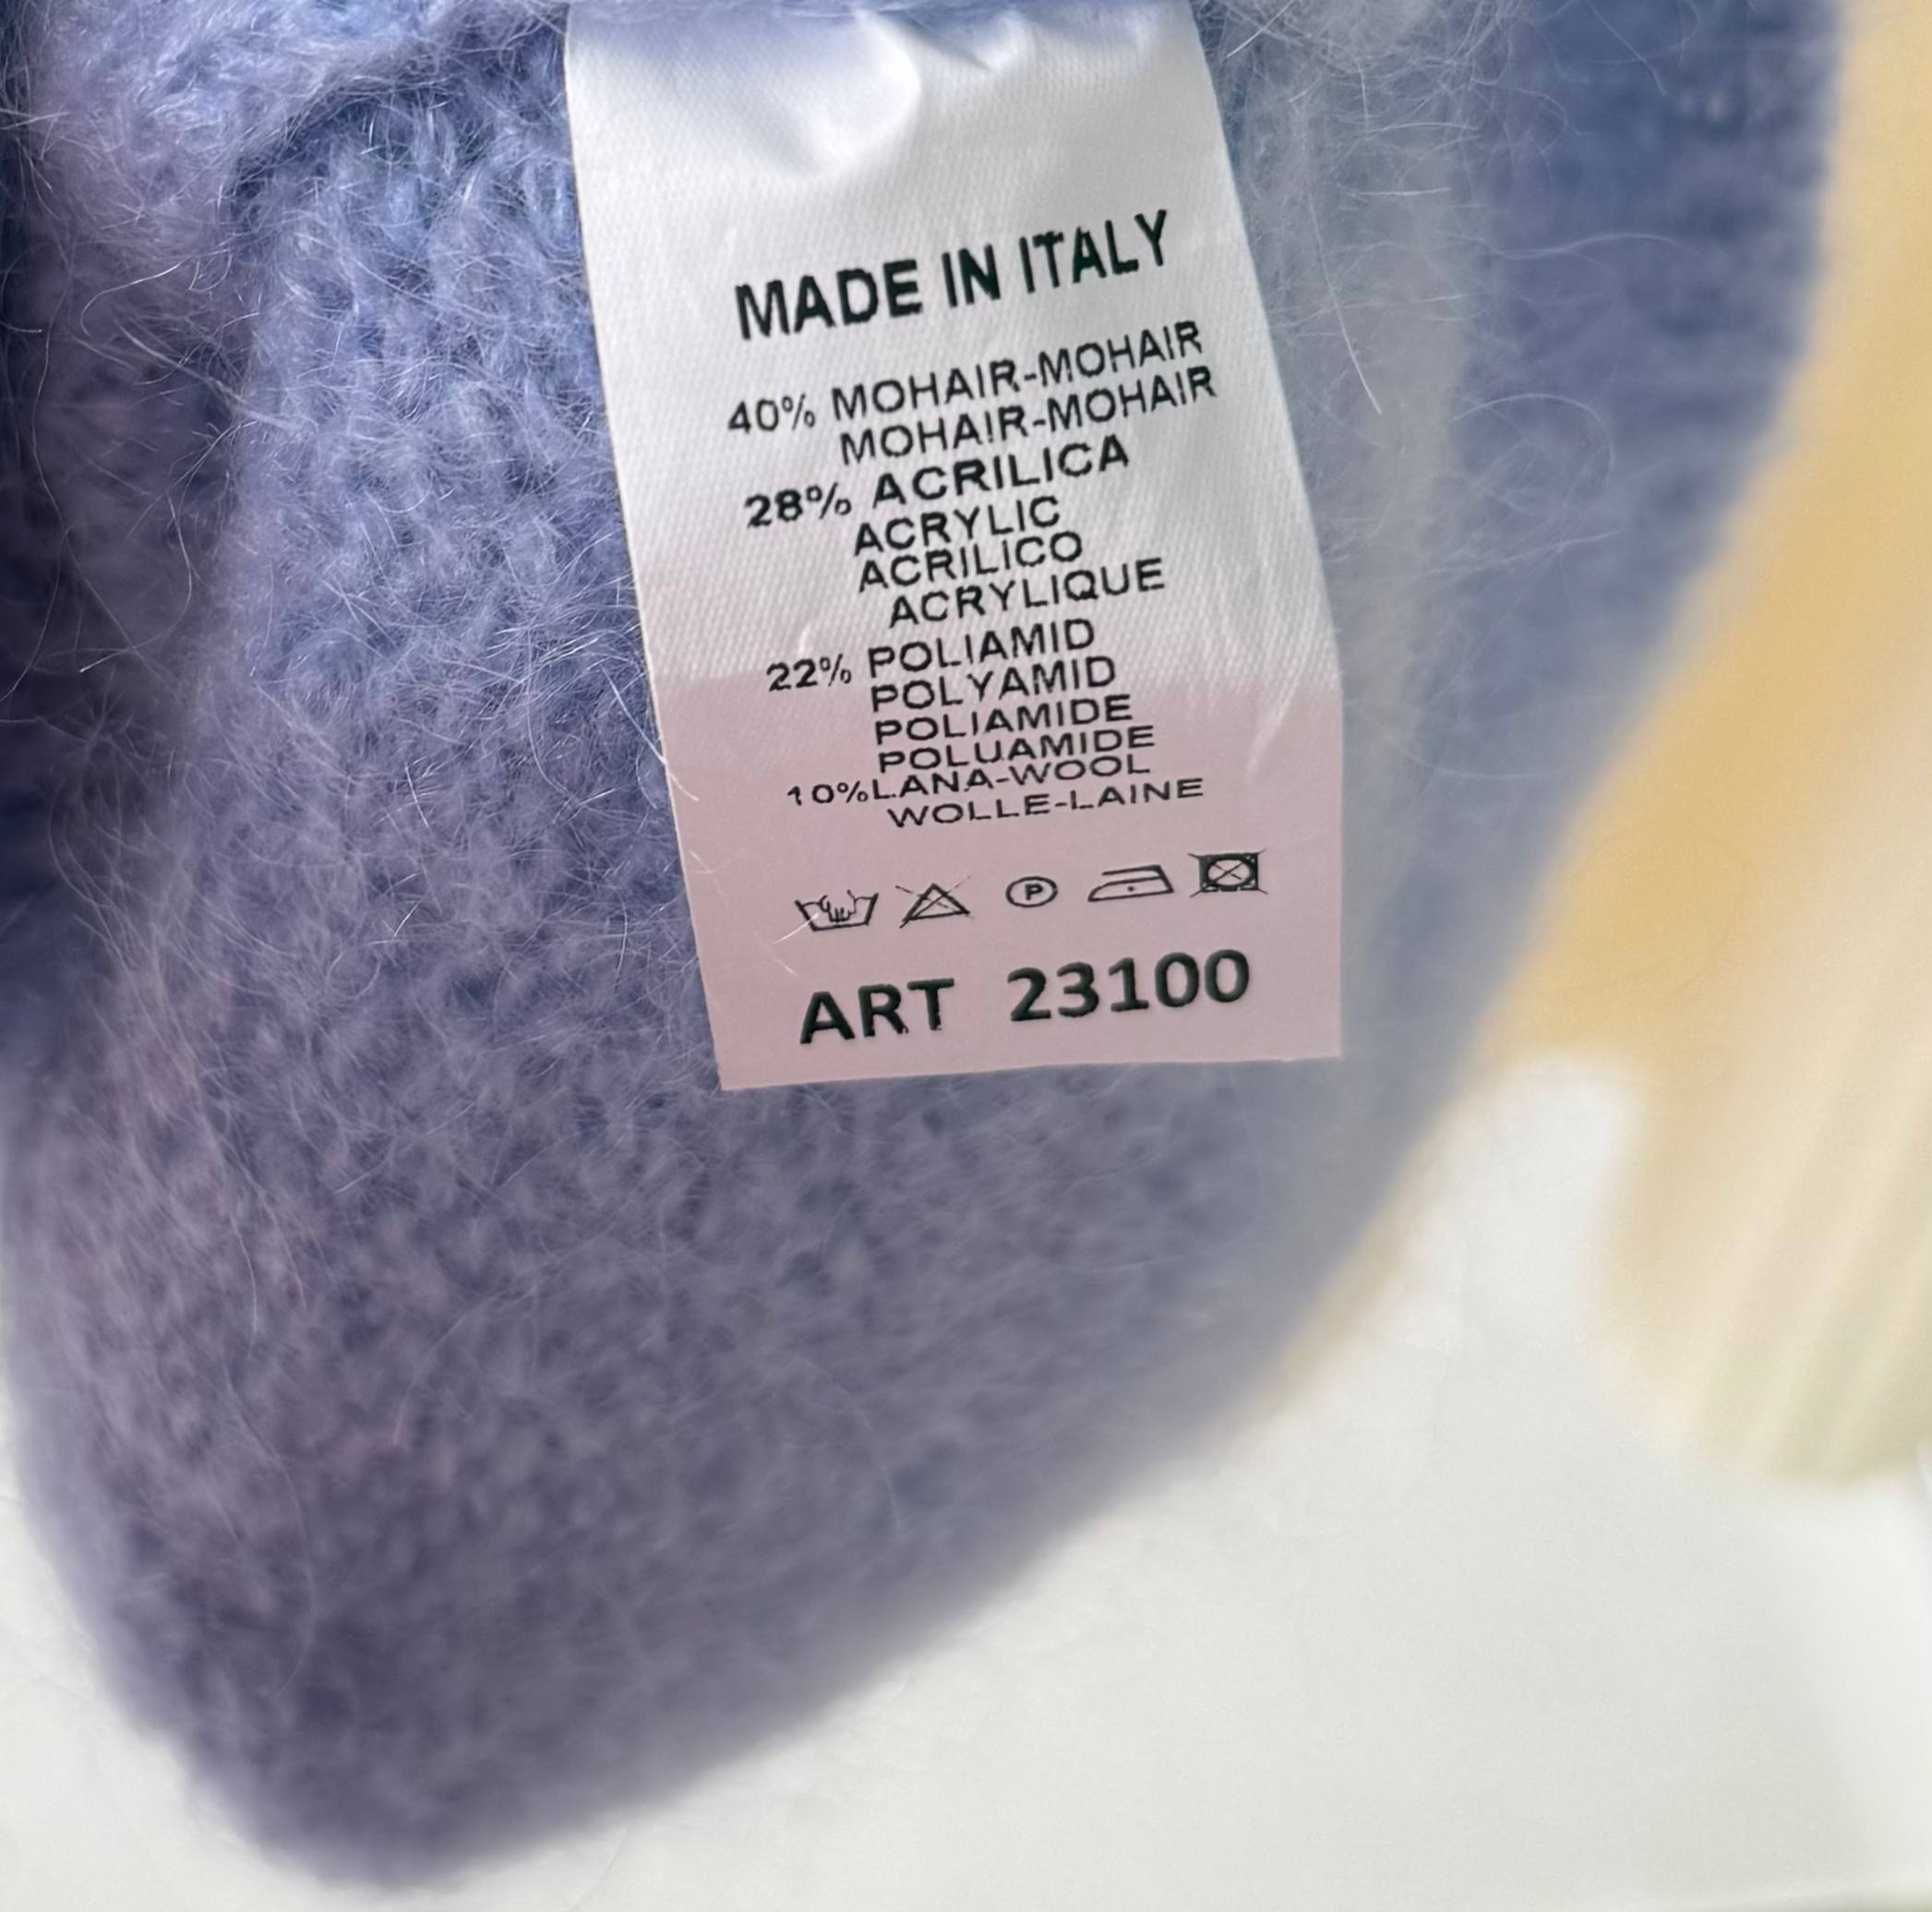 MADE IN ITALY
40% MOHAIR-MOHAIR
MOHAIR-MOHAIR
28% ACRILICA
ACRYLIC
ACRILICO
ACRYLIQUE
22% POLIAMID
POLYAMID
POLIAMIDE
POLUAMIDE
10%LANA-WOOL
WOLLE-LAINE
P
ART 23100